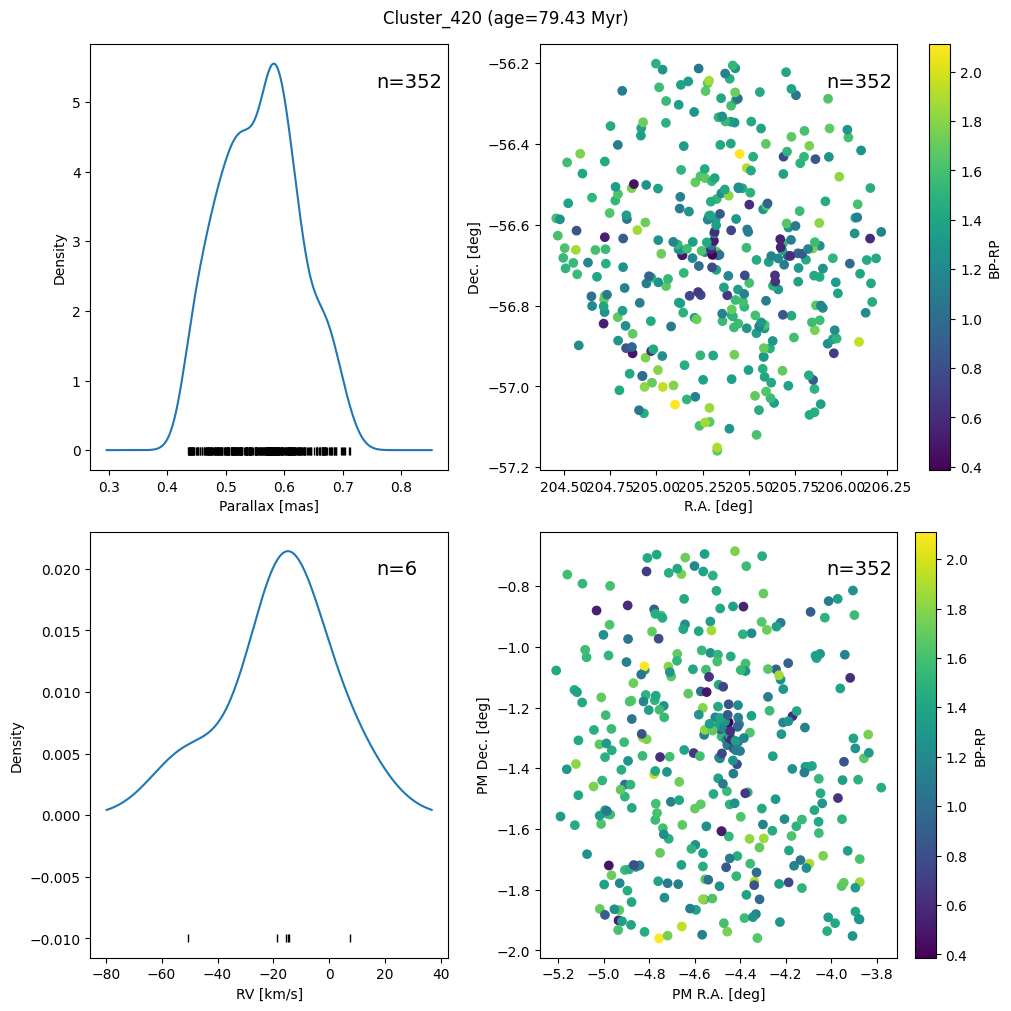 Cluster_420 (age=79.43 Myr)
n=352
5
4
3
2
1
0
Density
0.3 0.4 0.5 0.6 0.7 0.8
Parallax [mas]
n=352
−56.2
−56.4
−56.6
−56.8
−57.0
−57.2
Dec. [deg]
204.50 204.75 205.00 205.25 205.50 205.75 206.00 206.25
R.A. [deg]
2.0
1.8
1.6
1.4
1.2
1.0
0.8
0.6
0.4
BP-RP
n=6
0.020
0.015
0.010
0.005
0.000
−0.005
−0.010
Density
−80 −60 −40 −20 0 20 40
RV [km/s]
n=352
−0.8
−1.0
−1.2
−1.4
−1.6
−1.8
−2.0
PM Dec. [deg]
−5.2 −5.0 −4.8 −4.6 −4.4 −4.2 −4.0 −3.8
PM R.A. [deg]
2.0
1.8
1.6
1.4
1.2
1.0
0.8
0.6
0.4
BP-RP